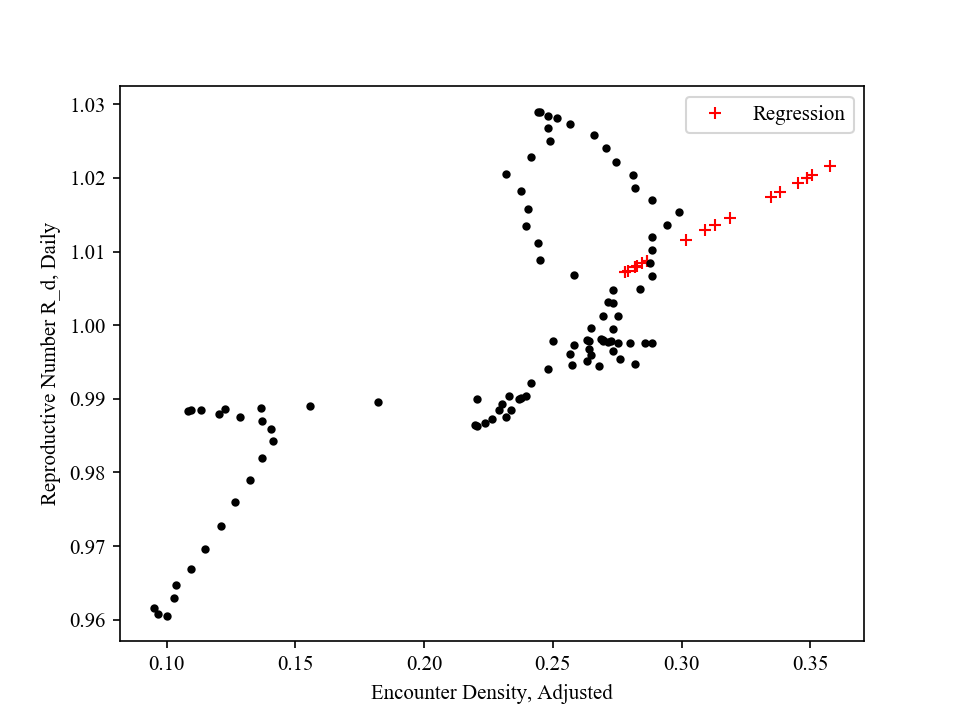 Regression
1.03
1.02
1.01
1.00
0.99
0.98
0.97
0.96
Reproductive Number R_d, Daily
0.10 0.15 0.20 0.25 0.30 0.35
Encounter Density, Adjusted